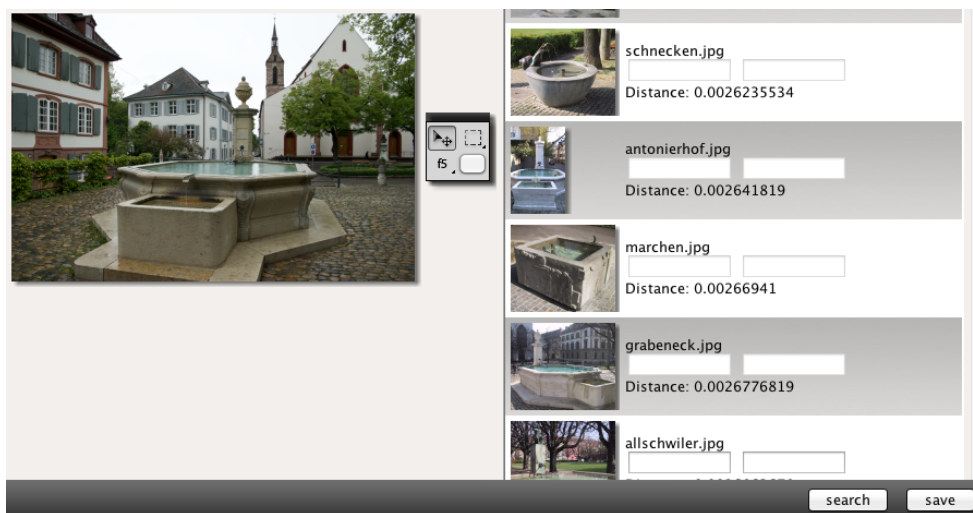 f5
schnecken.jpg
Distance: 0.0026235534
antonierhof.jpg
Distance: 0.002641819
marchen.jpg
Distance: 0.00266941
grabeneck.jpg
Distance: 0.0026776819
allschwiler.jpg
search
save